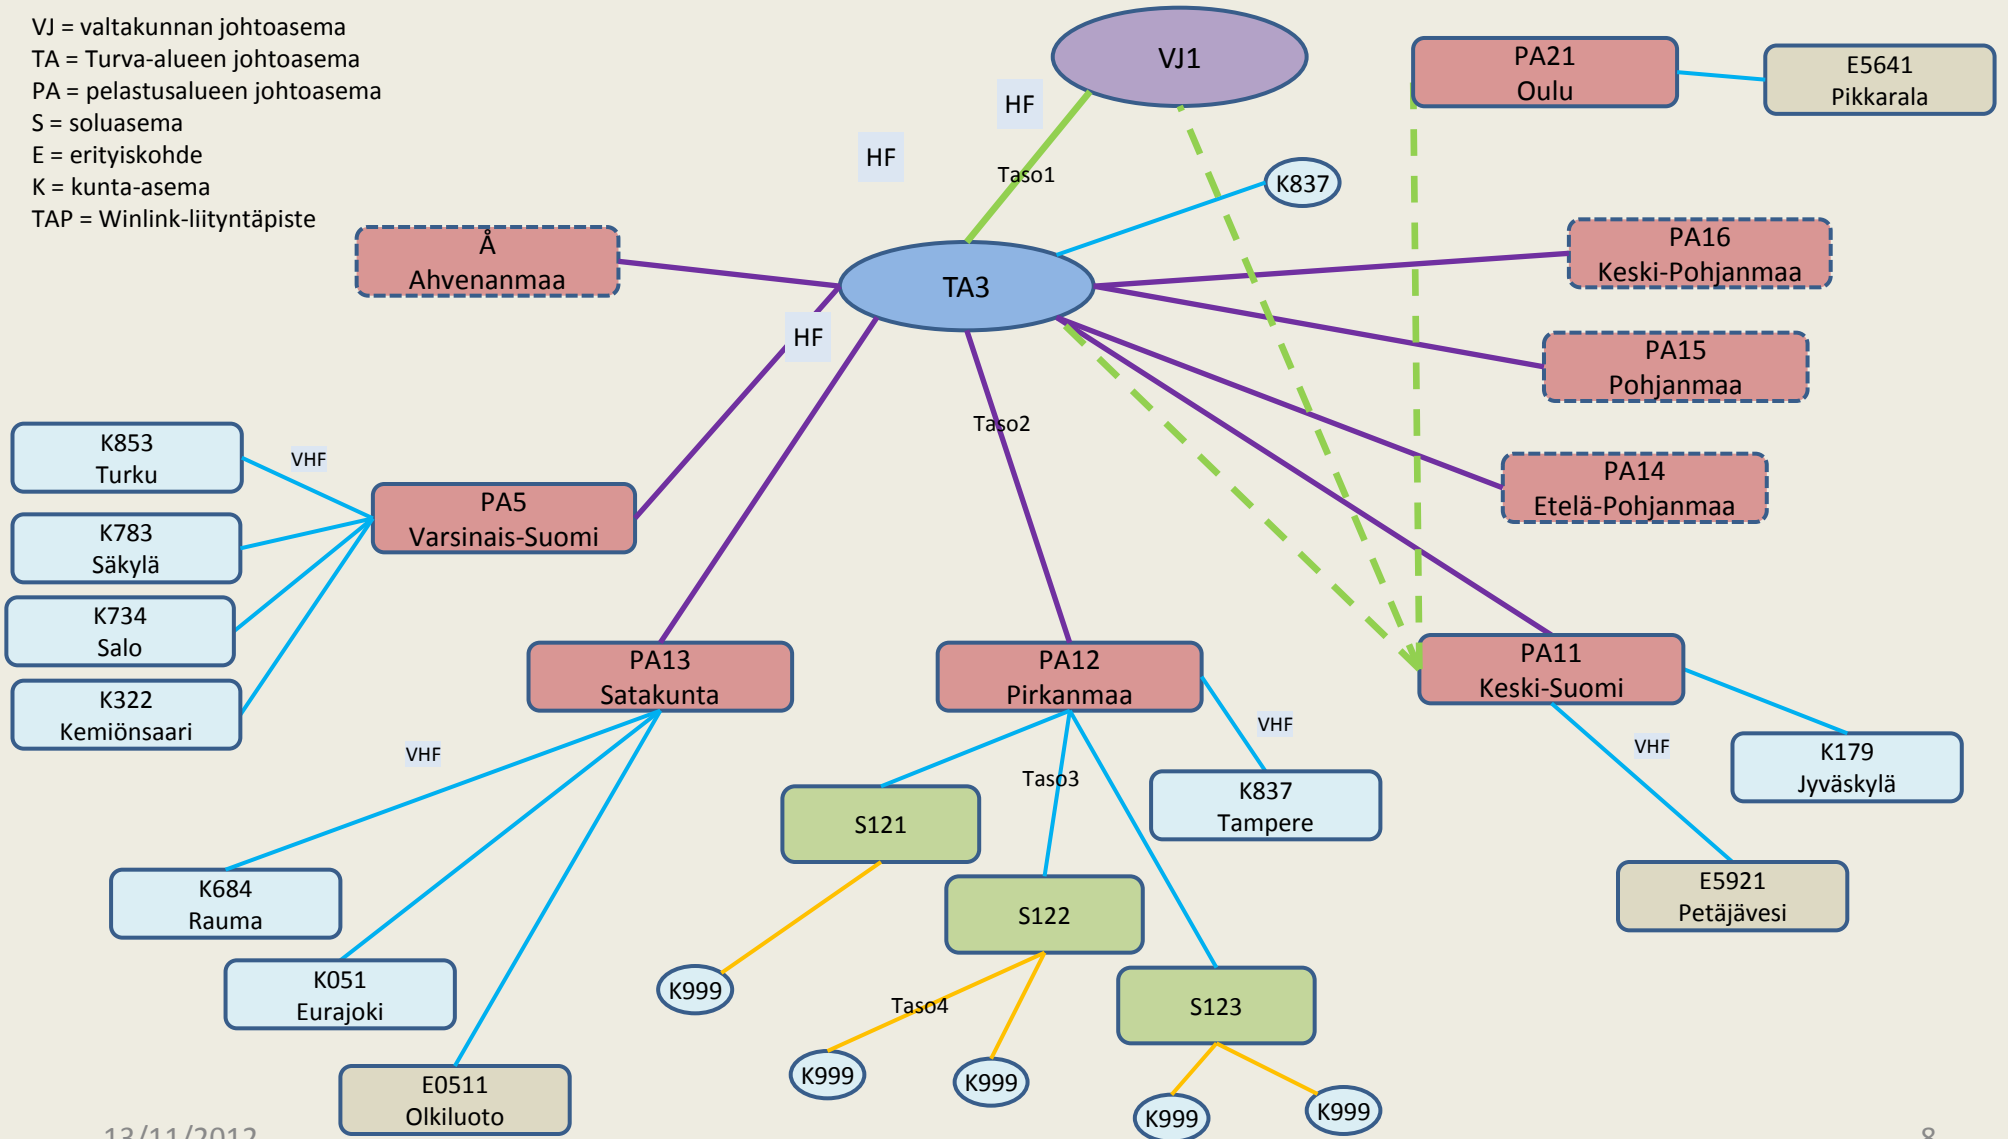 VJ = valtakunnan johtoasema
TA = Turva-alueen johtoasema
PA = pelastusalueen johtoasema
S = soluasema
E = erityiskohde
K = kunta-asema
TAP = Winlink-liityntäpiste
VJ1
PA21
Oulu
E5641
Pikkarala
HF
HF
Taso1
K837
Å
Ahvenanmaa
TA3
PA16
Keski-Pohjanmaa
HF
PA15
Pohjanmaa
Taso2
K853
Turku
VHF
PA5
Varsinais-Suomi
PA14
Etelä-Pohjanmaa
K783
Säkylä
K734
Salo
K322
Kemiönsaari
PA13
Satakunta
PA12
Pirkanmaa
PA11
Keski-Suomi
VHF
VHF
VHF
Taso3
K837
Tampere
K179
Jyväskylä
S121
K684
Rauma
S122
E5921
Petäjävesi
K051
Eurajoki
K999
Taso4
S123
E0511
Olkiluoto
K999
K999
K999
K999
13/11/2012
8